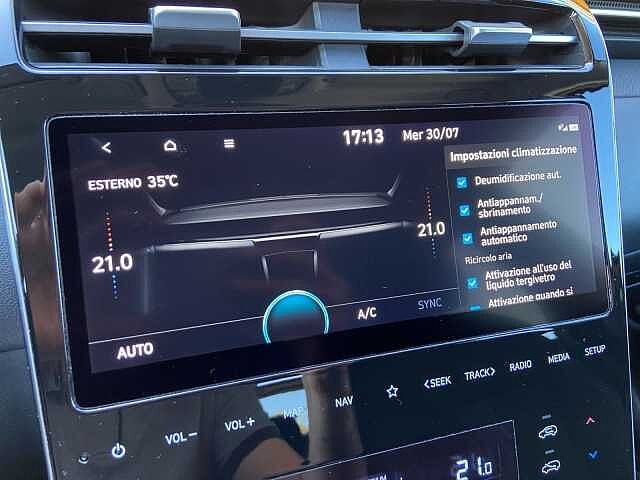 17:13 Mer 30/07
Impostazioni climatizzazione
ESTERNO 35°C
Deumidificazione aut.
Antiappannam./
sbrinamento
Antiappannamento
automatico
Ricircolo aria
Attivazione all'uso del
liquido tergivetro
Attivazione quando si
21.0
21.0
AUTO
A/C
SYNC
VOL−
VOL+
MAP
NAV
<SEEK
TRACK>
RADIO
MEDIA
SETUP
21.0